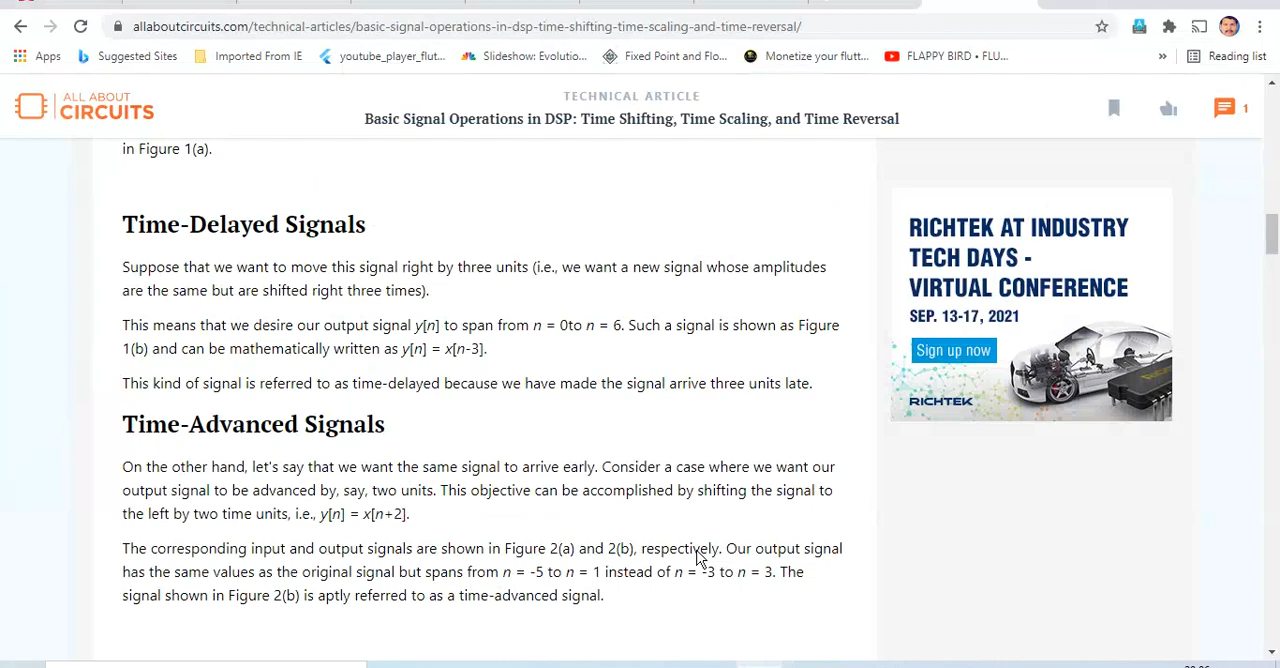 allaboutcircuits.com/technical-articles/basic-signal-operations-in-dsp-time-shifting-time-scaling-and-time-reversal/
Apps Suggested Sites Imported From IE youtube_player_flut... Slideshow: Evolutio... Fixed Point and Flo... Monetize your flutt... FLAPPY BIRD • FLU... » Reading list
ALL ABOUT
CIRCUITS
TECHNICAL ARTICLE
Basic Signal Operations in DSP: Time Shifting, Time Scaling, and Time Reversal
1
in Figure 1(a).
Time-Delayed Signals
Suppose that we want to move this signal right by three units (i.e., we want a new signal whose amplitudes
are the same but are shifted right three times).
This means that we desire our output signal y[n] to span from n = 0to n = 6. Such a signal is shown as Figure
1(b) and can be mathematically written as y[n] = x[n-3].
This kind of signal is referred to as time-delayed because we have made the signal arrive three units late.
Time-Advanced Signals
On the other hand, let's say that we want the same signal to arrive early. Consider a case where we want our
output signal to be advanced by, say, two units. This objective can be accomplished by shifting the signal to
the left by two time units, i.e., y[n] = x[n+2].
The corresponding input and output signals are shown in Figure 2(a) and 2(b), respectively. Our output signal
has the same values as the original signal but spans from n = -5 to n = 1 instead of n = -3 to n = 3. The
signal shown in Figure 2(b) is aptly referred to as a time-advanced signal.
RICHTEK AT INDUSTRY
TECH DAYS -
VIRTUAL CONFERENCE
SEP. 13-17, 2021
Sign up now
RICHTEK